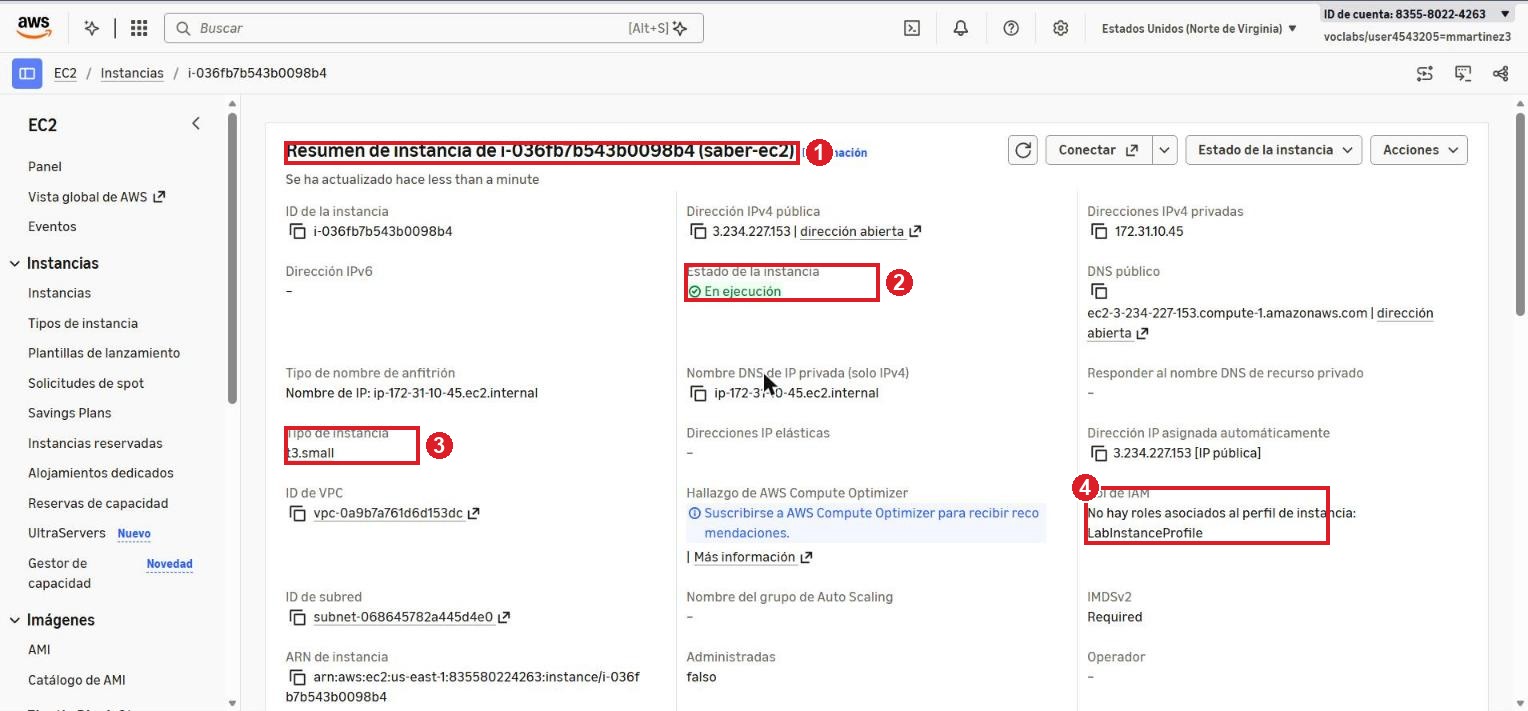 aws
Buscar
[Alt+S]
Estados Unidos (Norte de Virginia)
ID de cuenta: 8355-8022-4263
voclabs/user4543205=mmartinez3
EC2 / Instancias / i-036fb7b543b0098b4
EC2
Panel
Vista global de AWS
Eventos
Instancias
Instancias
Tipos de instancia
Plantillas de lanzamiento
Solicitudes de spot
Savings Plans
Instancias reservadas
Alojamientos dedicados
Reservas de capacidad
UltraServers Nuevo
Gestor de capacidad Novedad
Imágenes
AMI
Catálogo de AMI
Resumen de instancia de i-036fb7b543b0098b4 (saber-ec2) 1
Conectar
Estado de la instancia
Acciones
Se ha actualizado hace less than a minute
ID de la instancia
i-036fb7b543b0098b4
Dirección IPv4 pública
3.234.227.153 | dirección abierta
Direcciones IPv4 privadas
172.31.10.45
Dirección IPv6
–
Estado de la instancia
En ejecución
2
DNS público
ec2-3-234-227-153.compute-1.amazonaws.com | dirección
abierta
Tipo de nombre de anfitrión
Nombre de IP: ip-172-31-10-45.ec2.internal
Nombre DNS de IP privada (solo IPv4)
ip-172-31-10-45.ec2.internal
Responder al nombre DNS de recurso privado
–
Tipo de instancia
t3.small
3
Direcciones IP elásticas
–
Dirección IP asignada automáticamente
3.234.227.153 [IP pública]
ID de VPC
vpc-0a9b7a761d6d153dc
Hallazgo de AWS Compute Optimizer
Suscribirse a AWS Compute Optimizer para recibir reco
mendaciones.
| Más información
4
Rol de IAM
No hay roles asociados al perfil de instancia:
LabInstanceProfile
ID de subred
subnet-068645782a445d4e0
Nombre del grupo de Auto Scaling
–
IMDSv2
Required
ARN de instancia
arn:aws:ec2:us-east-1:835580224263:instance/i-036f
b7b543b0098b4
Administradas
falso
Operador
–